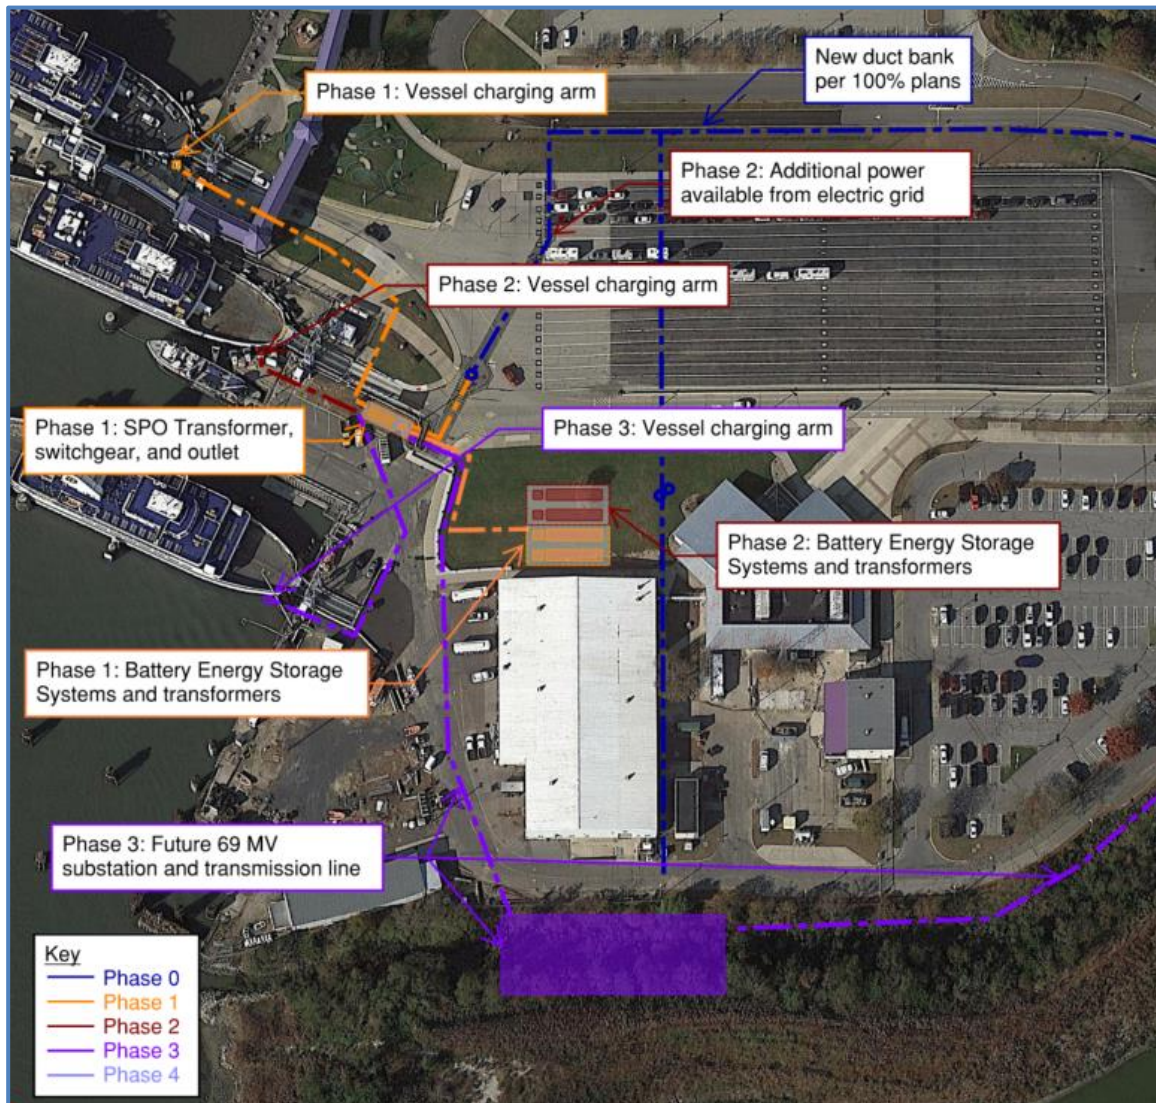 New duct bank
per 100% plans
Phase 1: Vessel charging arm
Phase 2: Additional power
available from electric grid
Phase 2: Vessel charging arm
Phase 1: SPO Transformer,
switchgear, and outlet
Phase 3: Vessel charging arm
Phase 2: Battery Energy Storage
Systems and transformers
Phase 1: Battery Energy Storage
Systems and transformers
Phase 3: Future 69 MV
substation and transmission line
Key
Phase 0
Phase 1
Phase 2
Phase 3
Phase 4